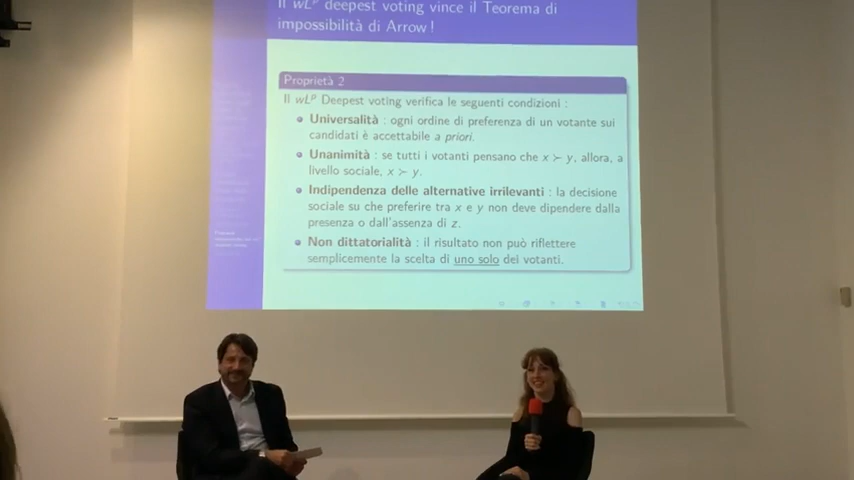 Il wLᵖ deepest voting vince il Teorema di
impossibilità di Arrow !
Proprietà 2
Il wLᵖ Deepest voting verifica le seguenti condizioni :
Universalità : ogni ordine di preferenza di un votante sui
candidati è accettabile a priori.
Unanimità : se tutti i votanti pensano che x ≻ y, allora, a
livello sociale, x ≻ y.
Indipendenza delle alternative irrilevanti : la decisione
sociale su che preferire tra x e y non deve dipendere dalla
presenza o dall'assenza di z.
Non dittatorialità : il risultato non può riflettere
semplicemente la scelta di uno solo dei votanti.